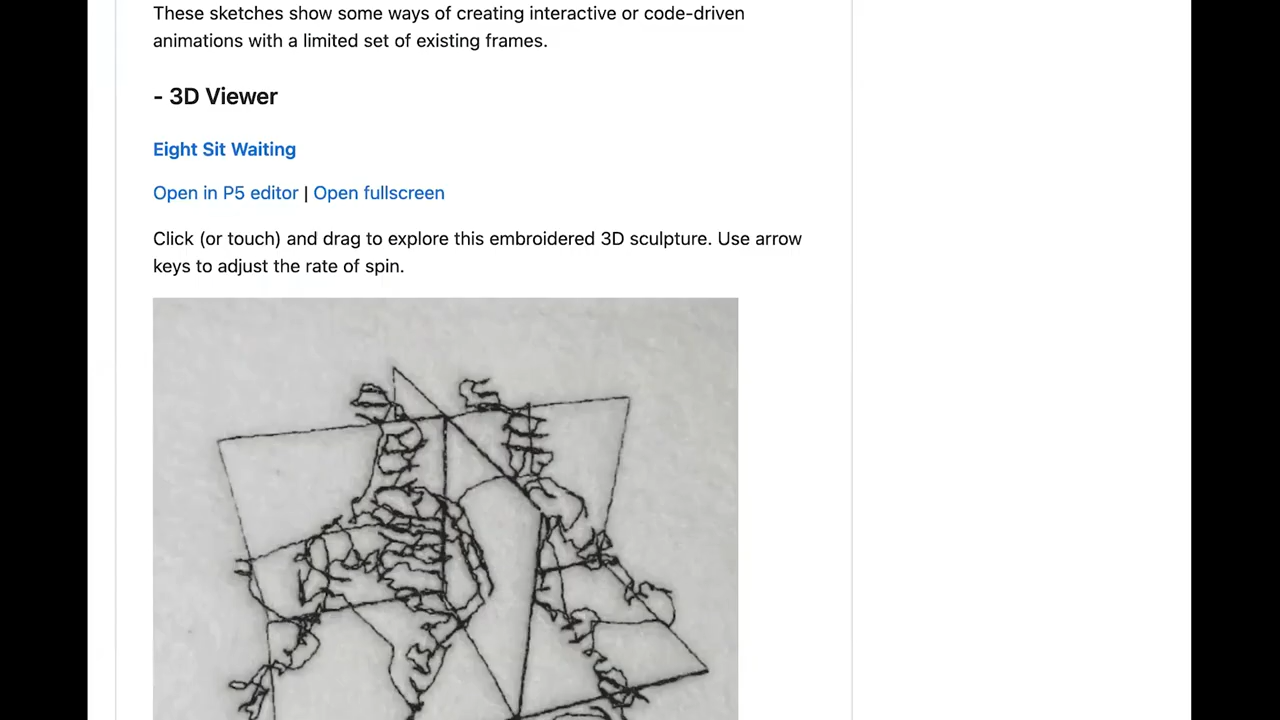 These sketches show some ways of creating interactive or code-driven
animations with a limited set of existing frames.
- 3D Viewer
Eight Sit Waiting
Open in P5 editor | Open fullscreen
Click (or touch) and drag to explore this embroidered 3D sculpture. Use arrow
keys to adjust the rate of spin.